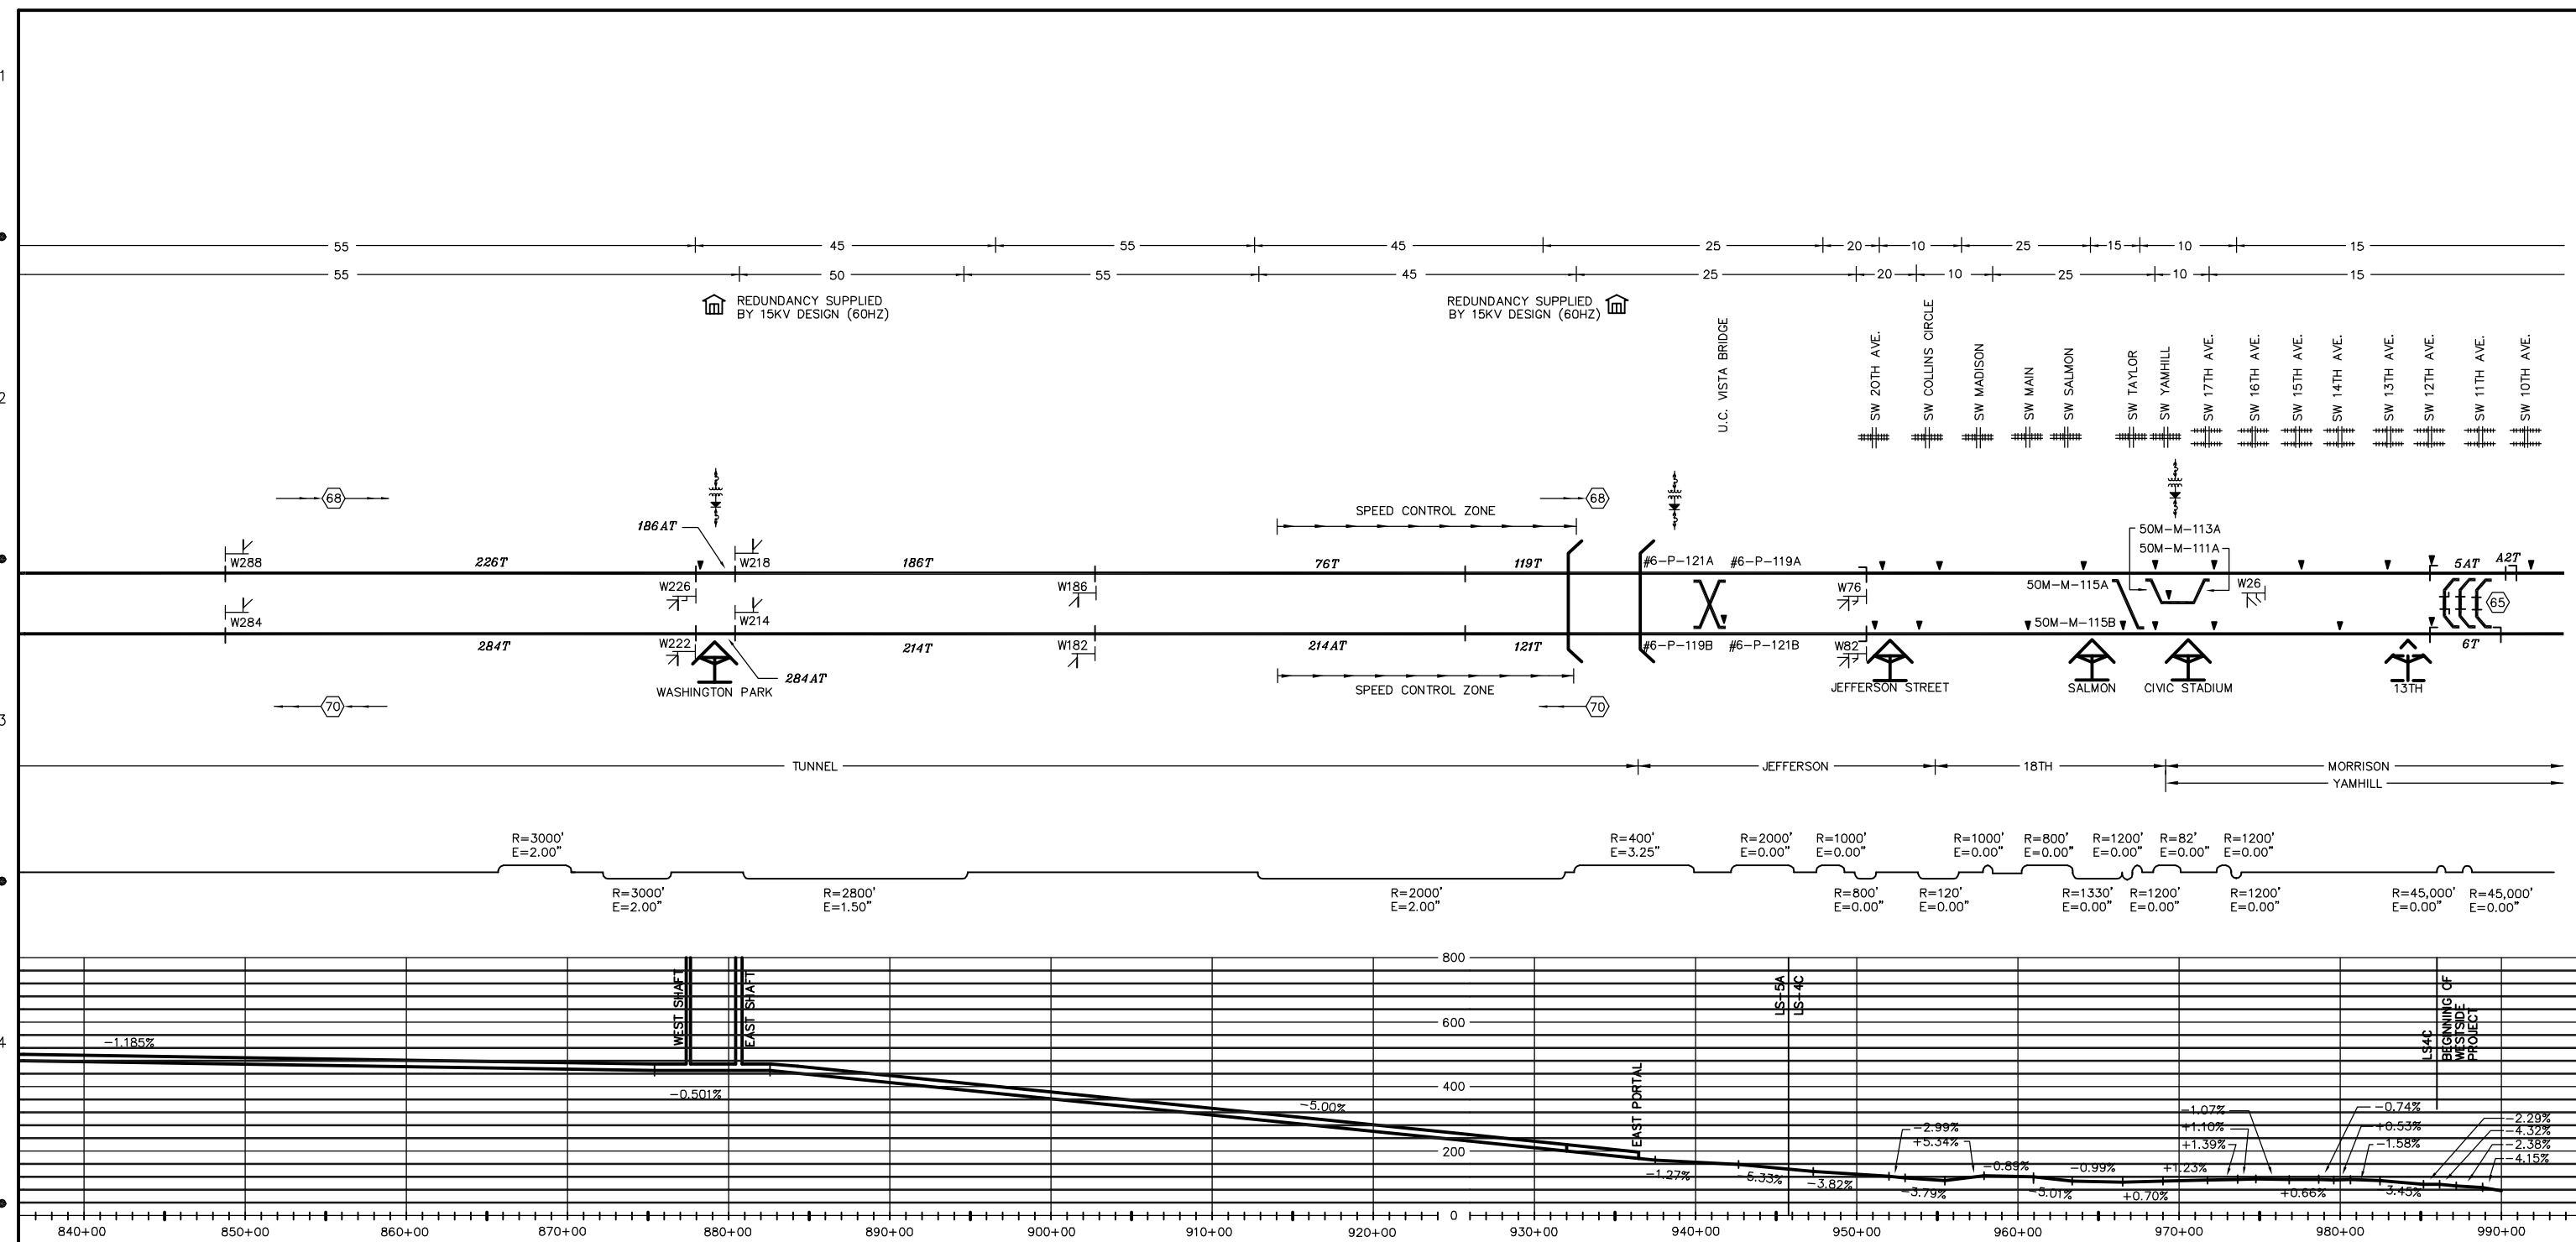 1
55 45 55 45 25 20 10 25 15 10 15
55 50 55 45 25 20 10 25 10 15
REDUNDANCY SUPPLIED
BY 15KV DESIGN (60HZ)
REDUNDANCY SUPPLIED
BY 15KV DESIGN (60HZ)
2
U.C. VISTA BRIDGE
SW 20TH AVE.
SW COLLINS CIRCLE
SW MADISON
SW MAIN
SW SALMON
SW TAYLOR
SW YAMHILL
SW 17TH AVE.
SW 16TH AVE.
SW 15TH AVE.
SW 14TH AVE.
SW 13TH AVE.
SW 12TH AVE.
SW 11TH AVE.
SW 10TH AVE.
68
68
SPEED CONTROL ZONE
186AT
50M-M-113A
50M-M-111A
W288
226T
W218
186T
76T
119T
#6-P-121A #6-P-119A
5AT
A2T
W226
W186
W76
50M-M-115A
W26
65
W284
W214
50M-M-115B
284T
W222
214T
W182
214AT
121T
#6-P-119B #6-P-121B
W82
6T
284AT
WASHINGTON PARK
SPEED CONTROL ZONE
JEFFERSON STREET
SALMON
CIVIC STADIUM
13TH
70
70
3
TUNNEL
JEFFERSON
18TH
MORRISON
YAMHILL
R=3000'
E=2.00"
R=400'
E=3.25"
R=2000'
E=0.00"
R=1000'
E=0.00"
R=1000'
E=0.00"
R=800'
E=0.00"
R=1200'
E=0.00"
R=82'
E=0.00"
R=1200'
E=0.00"
R=3000'
E=2.00"
R=2800'
E=1.50"
R=2000'
E=2.00"
R=800'
E=0.00"
R=120'
E=0.00"
R=1330'
E=0.00"
R=1200'
E=0.00"
R=1200'
E=0.00"
R=45,000'
E=0.00"
R=45,000'
E=0.00"
4
800
600
400
200
0
WEST SHAFT
EAST SHAFT
EAST PORTAL
LS-5A
LS-4C
LS4C
BEGINNING OF
WESTSIDE
PROJECT
-1.185%
-0.501%
-5.00%
-1.27%
-5.33%
-3.82%
-2.99%
+5.34%
-3.79%
-0.89%
-5.01%
-0.99%
+0.70%
+1.23%
-1.07%
+1.10%
+1.39%
+0.66%
-0.74%
+0.53%
-1.58%
3.45%
-2.29%
-4.32%
-2.38%
-4.15%
840+00 850+00 860+00 870+00 880+00 890+00 900+00 910+00 920+00 930+00 940+00 950+00 960+00 970+00 980+00 990+00